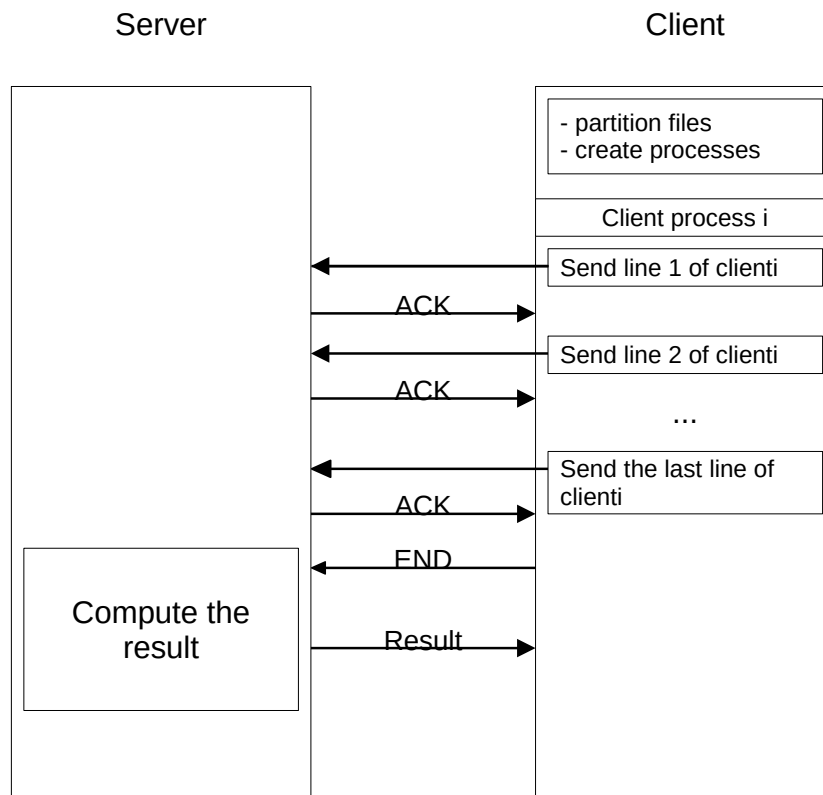 Server
Client
- partition files
- create processes
Client process i
Send line 1 of clienti
ACK
Send line 2 of clienti
ACK
...
Send the last line of
clienti
ACK
END
Compute the
result
Result